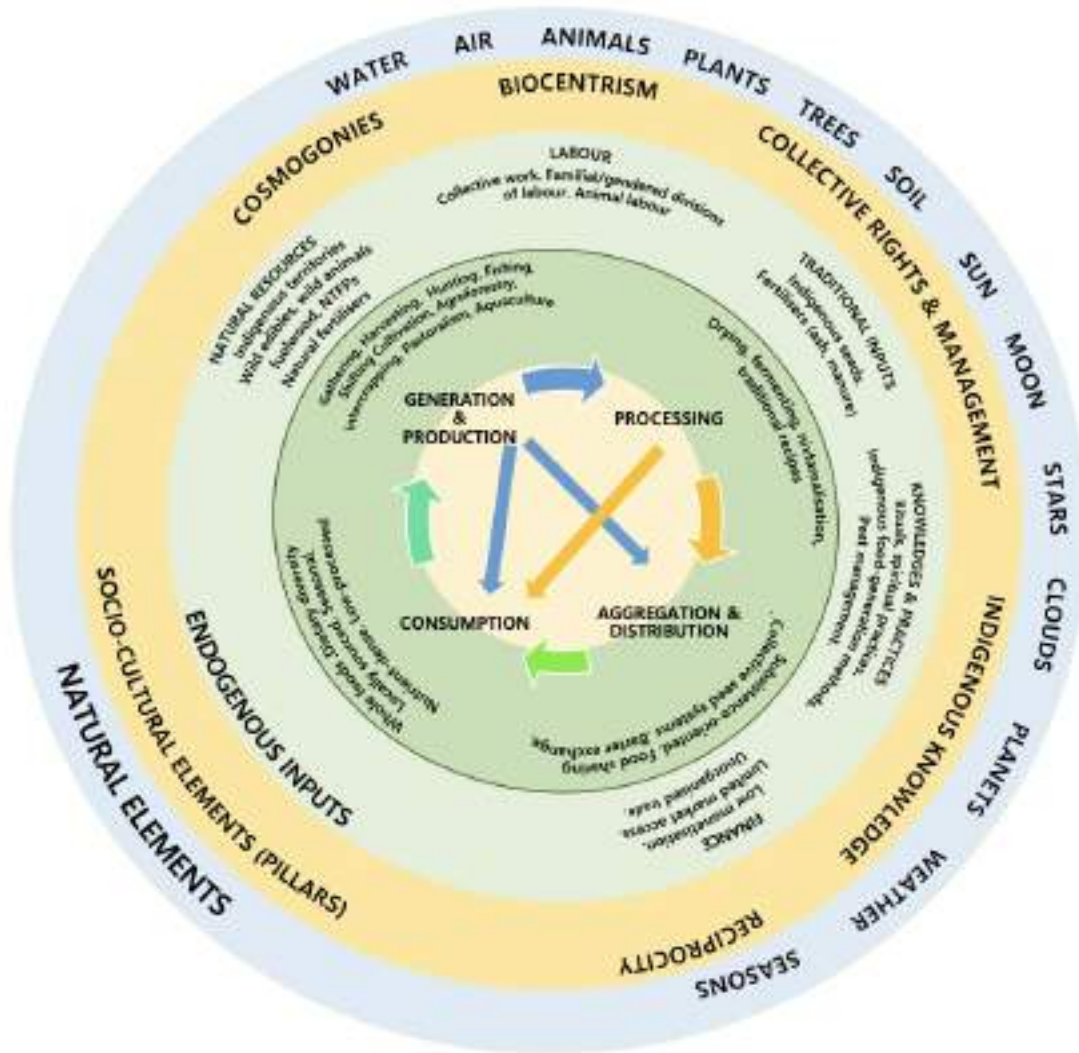 WATER
AIR
ANIMALS
PLANTS
TREES
SOIL
SUN
MOON
STARS
CLOUDS
PLANETS
WEATHER
SEASONS
NATURAL ELEMENTS
COSMOGONIES
BIOCENTRISM
COLLECTIVE RIGHTS & MANAGEMENT
INDIGENOUS KNOWLEDGE
RECIPROCITY
SOCIO-CULTURAL ELEMENTS (PILLARS)
ENDOGENOUS INPUTS
NATURAL RESOURCES
Indigenous territories
Wild edibles, wild animals
fuelwood, NTFPs
Natural fertilisers
LABOUR
Collective work. Familial/gendered divisions
of labour. Animal labour
TRADITIONAL INPUTS
Indigenous seeds.
Fertilisers (ash, manure)
KNOWLEDGES & PRACTICES
Rituals, spiritual practices,
Indigenous food-generation methods,
Pest management.
FINANCE
Low monetisation,
Limited market access
Unorganised trade.
Gathering, Harvesting, Hunting, Fishing,
Shifting Cultivation, Agroforestry,
Intercropping, Pastoralism, Aquaculture
Drying, fermenting, nixtamalisation,
traditional recipes
Subsistence-oriented. Food sharing
. Collective seed systems. Barter exchange
Whole foods. Dietary diversity
Locally sourced. Seasonal.
Nutrient-dense. Low-processed
GENERATION
&
PRODUCTION
PROCESSING
AGGREGATION &
DISTRIBUTION
CONSUMPTION